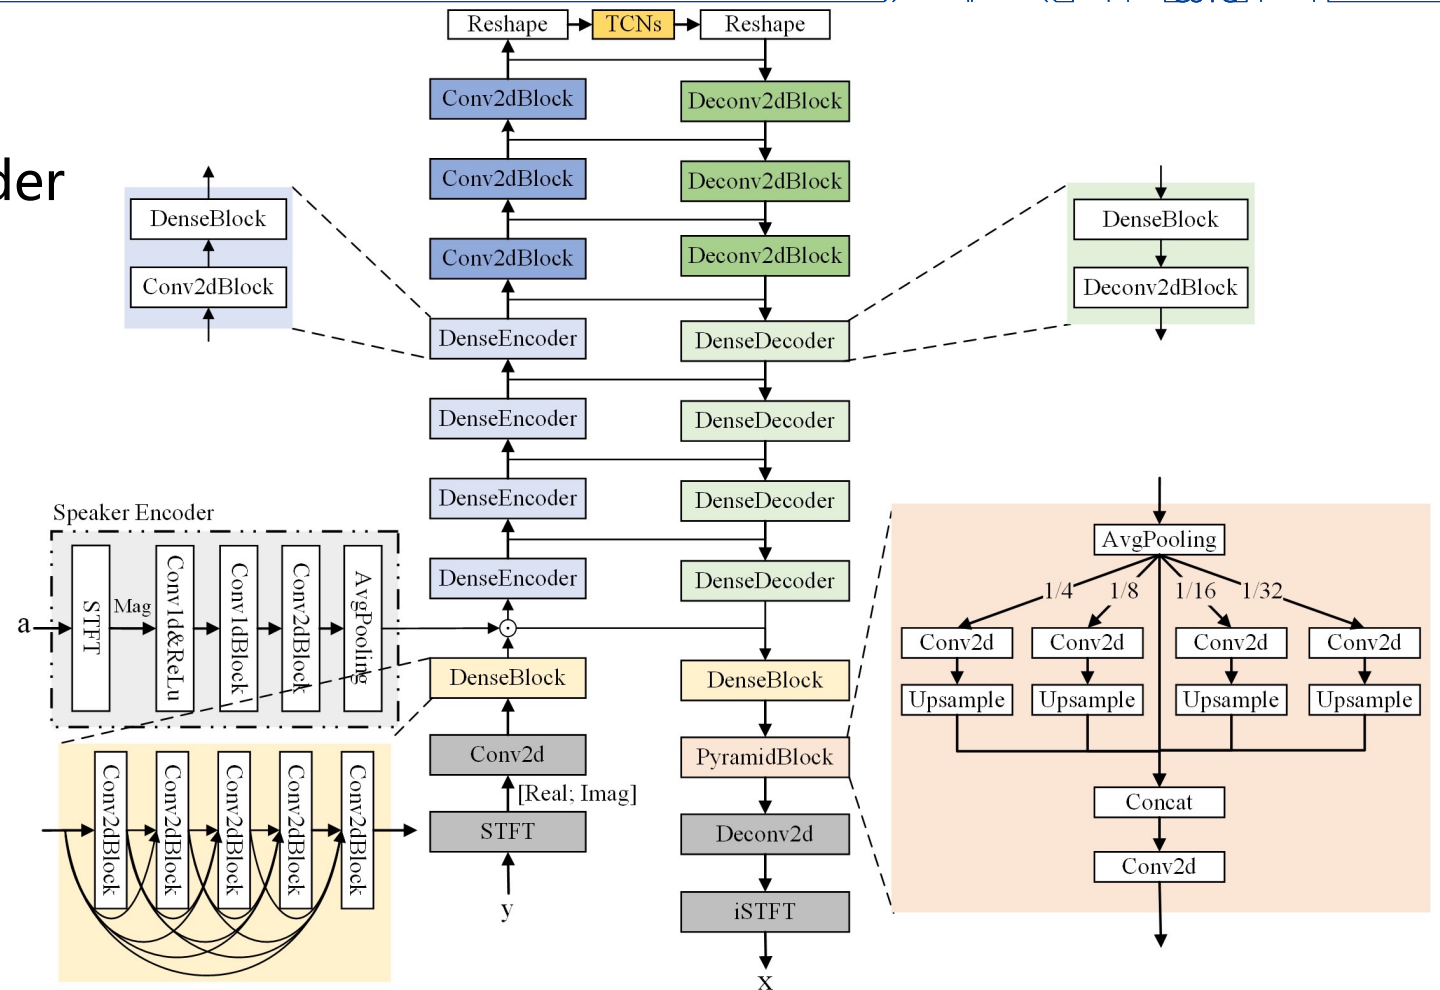 Reshape
TCNs
Reshape
Conv2dBlock
Deconv2dBlock
Conv2dBlock
Deconv2dBlock
Conv2dBlock
Deconv2dBlock
der
DenseBlock
Conv2dBlock
DenseBlock
Deconv2dBlock
DenseEncoder
DenseDecoder
DenseEncoder
DenseDecoder
DenseEncoder
DenseDecoder
DenseEncoder
DenseDecoder
Speaker Encoder
a
STFT
Mag
Conv1d&ReLu
Conv1dBlock
Conv2dBlock
AvgPooling
DenseBlock
DenseBlock
Conv2d
PyramidBlock
[Real; Imag]
STFT
Deconv2d
y
iSTFT
x
Conv2dBlock
Conv2dBlock
Conv2dBlock
Conv2dBlock
Conv2dBlock
AvgPooling
1/4
1/8
1/16
1/32
Conv2d
Conv2d
Conv2d
Conv2d
Upsample
Upsample
Upsample
Upsample
Concat
Conv2d